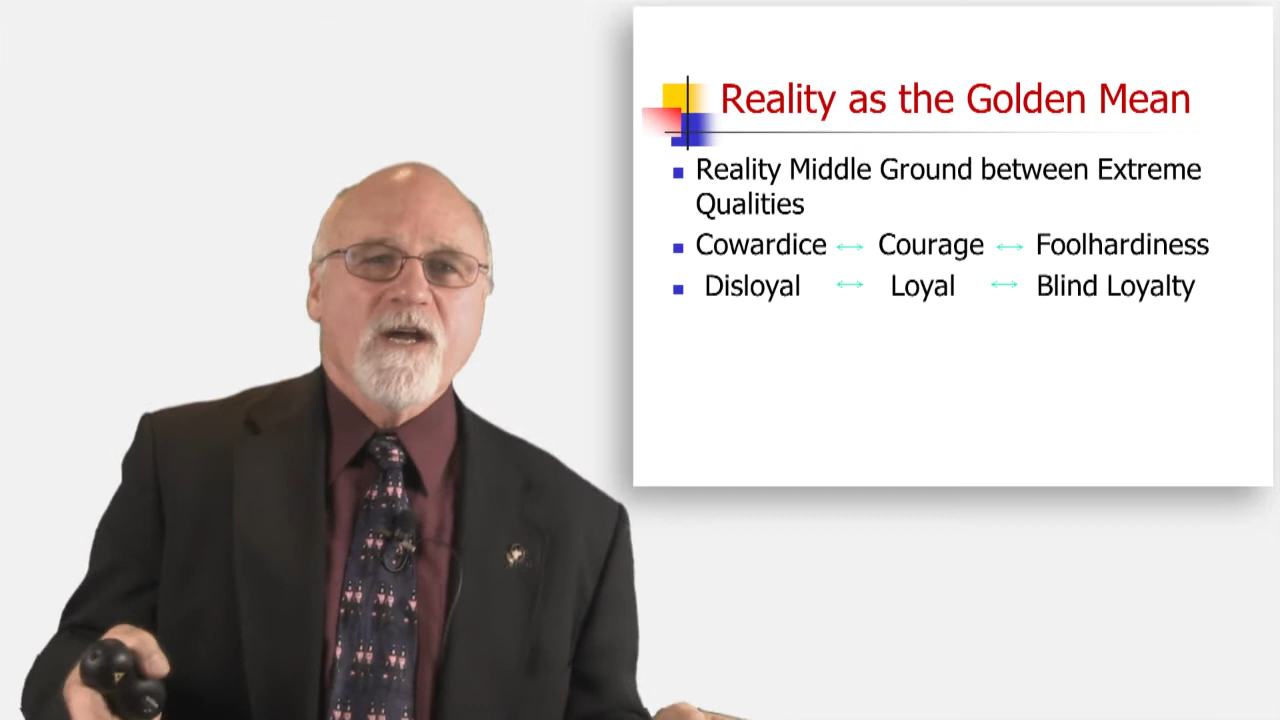 Reality as the Golden Mean
Reality Middle Ground between Extreme
Qualities
Cowardice ↔ Courage ↔ Foolhardiness
Disloyal ↔ Loyal ↔ Blind Loyalty